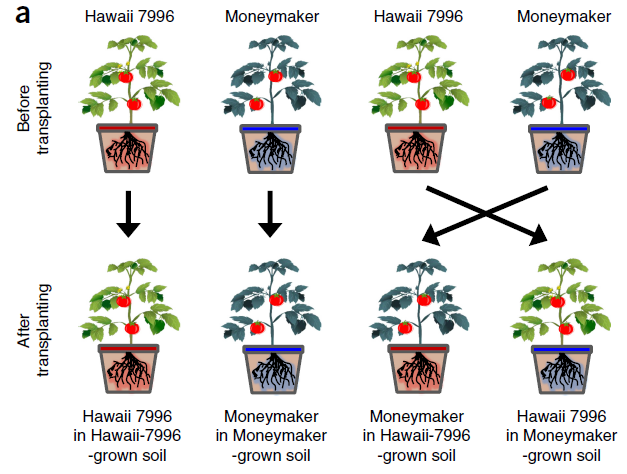 a
Hawaii 7996
Moneymaker
Hawaii 7996
Moneymaker
Before
transplanting
After
transplanting
Hawaii 7996
in Hawaii-7996
-grown soil
Moneymaker
in Moneymaker
-grown soil
Moneymaker
in Hawaii-7996
-grown soil
Hawaii 7996
in Moneymaker
-grown soil